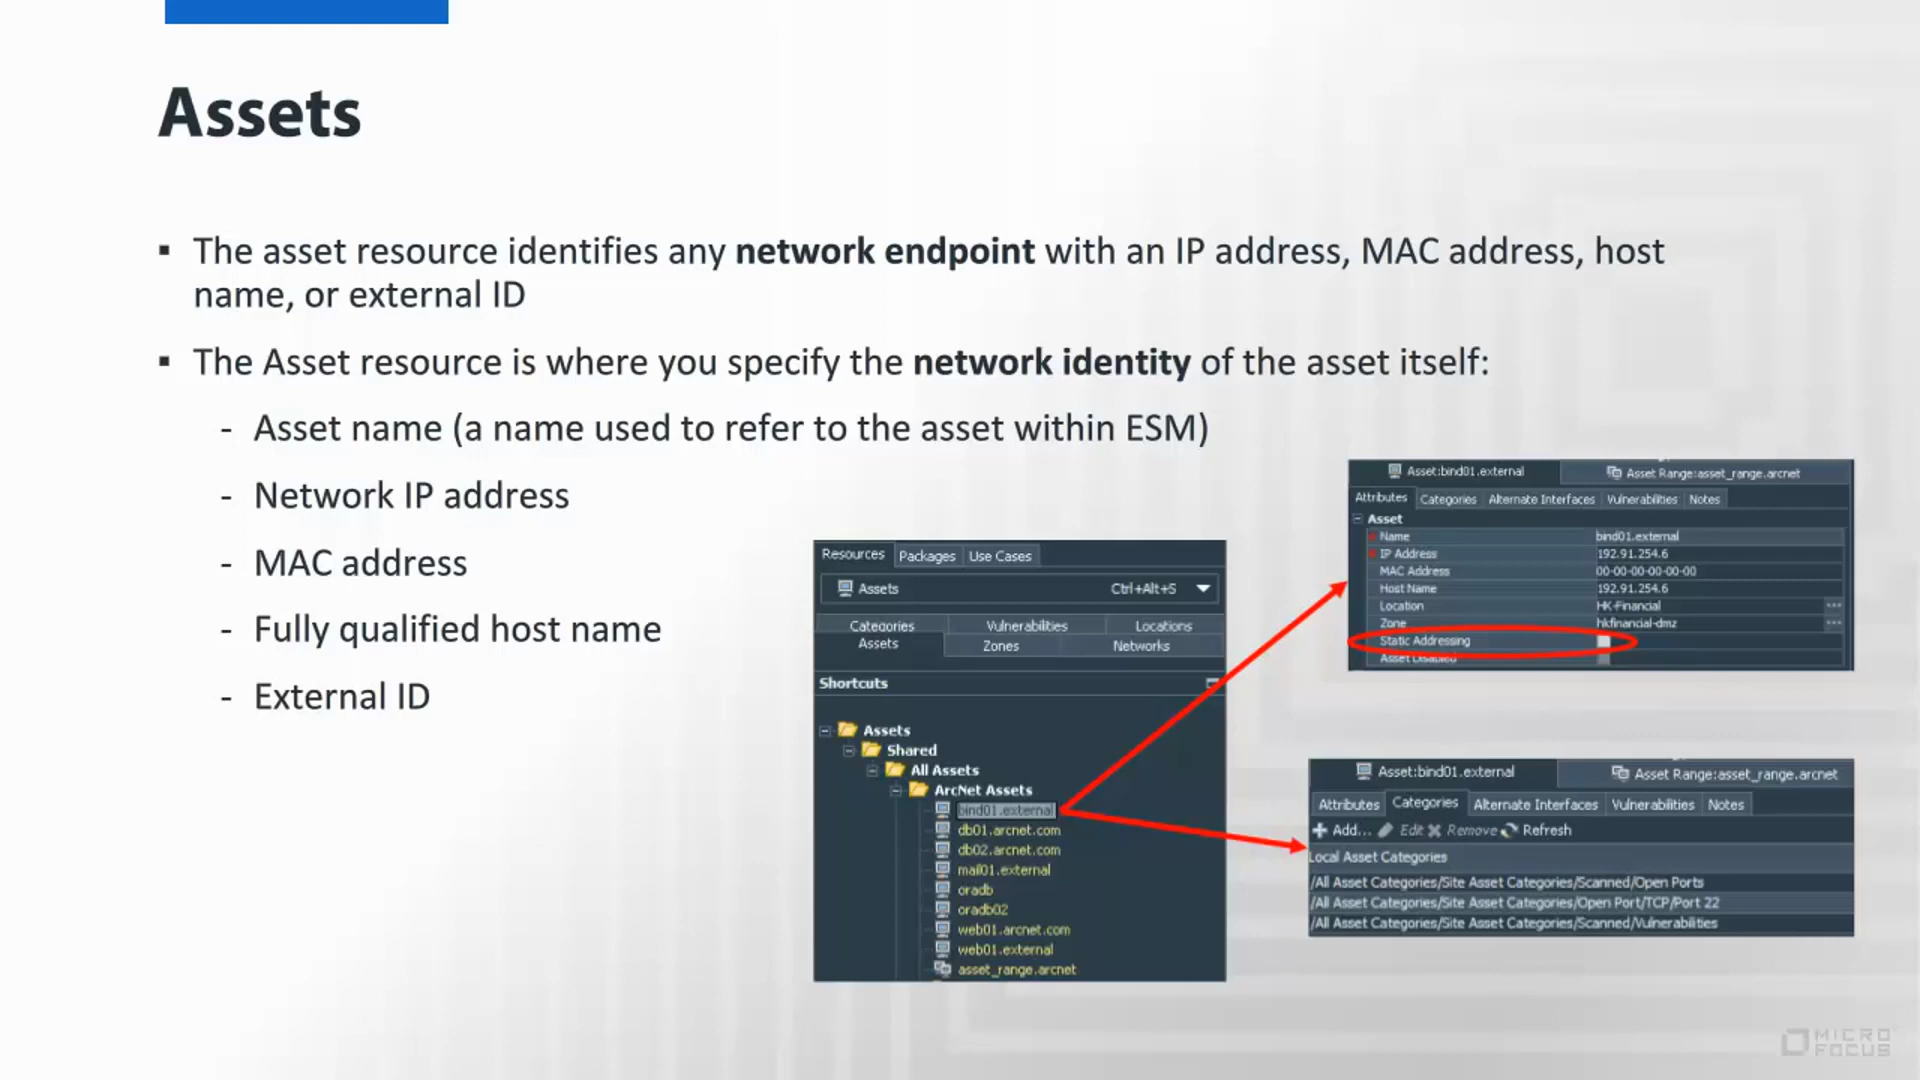 Assets
▪ The asset resource identifies any network endpoint with an IP address, MAC address, host
name, or external ID
▪ The Asset resource is where you specify the network identity of the asset itself:
- Asset name (a name used to refer to the asset within ESM)
- Network IP address
- MAC address
- Fully qualified host name
- External ID
Resources Packages Use Cases
Assets Ctrl+Alt+S
Categories Vulnerabilities Locations
Assets Zones Networks
Shortcuts
Assets
Shared
All Assets
ArcNet Assets
bind01.external
db01.arcnet.com
db02.arcnet.com
mail01.external
oradb
oradb02
web01.arcnet.com
web01.external
asset_range.arcnet
Asset:bind01.external Asset Range:asset_range.arcnet
Attributes Categories Alternate Interfaces Vulnerabilities Notes
Asset
Name bind01.external
IP Address 192.91.254.6
MAC Address 00-00-00-00-00-00
Host Name 192.91.254.6
Location HK-Financial
Zone hkfinancial-dmz
Static Addressing
Asset Disabled
Asset:bind01.external Asset Range:asset_range.arcnet
Attributes Categories Alternate Interfaces Vulnerabilities Notes
Add... Edit Remove Refresh
Local Asset Categories
/All Asset Categories/Site Asset Categories/Scanned/Open Ports
/All Asset Categories/Site Asset Categories/Open Port/TCP/Port 22
/All Asset Categories/Site Asset Categories/Scanned/Vulnerabilities
MICRO
FOCUS